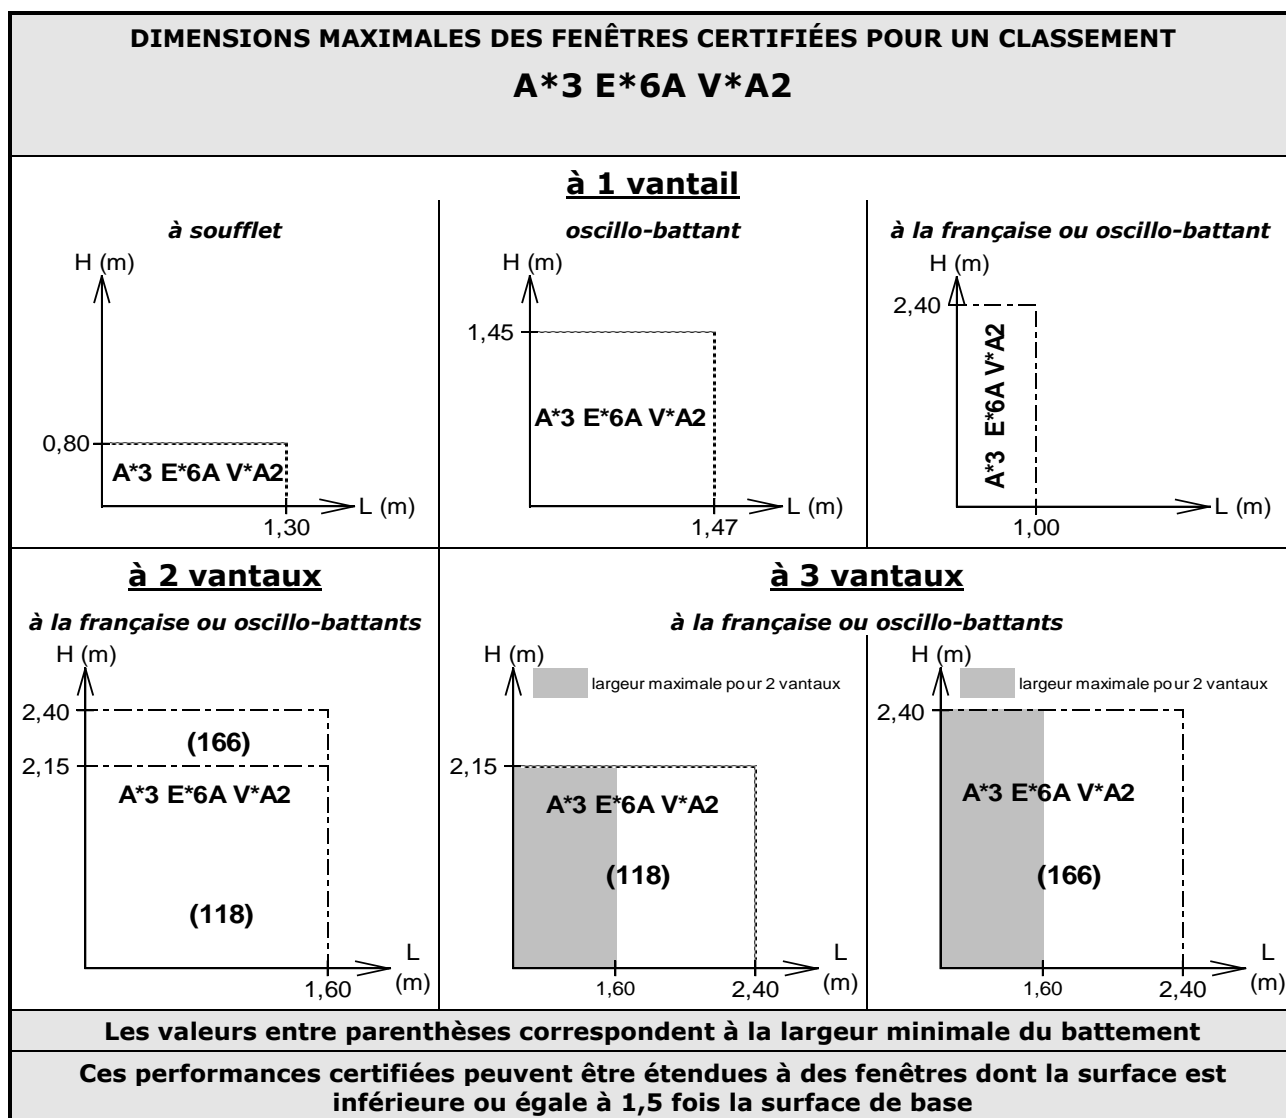 DIMENSIONS MAXIMALES DES FENÊTRES CERTIFIÉES POUR UN CLASSEMENT
A*3 E*6A V*A2
à 1 vantail
à soufflet
H (m)
0,80
A*3 E*6A V*A2
L (m)
1,30
oscillo-battant
H (m)
1,45
A*3 E*6A V*A2
L (m)
1,47
à la française ou oscillo-battant
H (m)
2,40
A*3 E*6A V*A2
L (m)
1,00
à 2 vantaux
à la française ou oscillo-battants
H (m)
2,40
(166)
2,15
A*3 E*6A V*A2
(118)
L
(m)
1,60
à 3 vantaux
à la française ou oscillo-battants
H (m)
largeur maximale pour 2 vantaux
2,15
A*3 E*6A V*A2
(118)
L
(m)
1,60
2,40
H (m)
largeur maximale pour 2 vantaux
2,40
A*3 E*6A V*A2
(166)
L
(m)
1,60
2,40
Les valeurs entre parenthèses correspondent à la largeur minimale du battement
Ces performances certifiées peuvent être étendues à des fenêtres dont la surface est
inférieure ou égale à 1,5 fois la surface de base